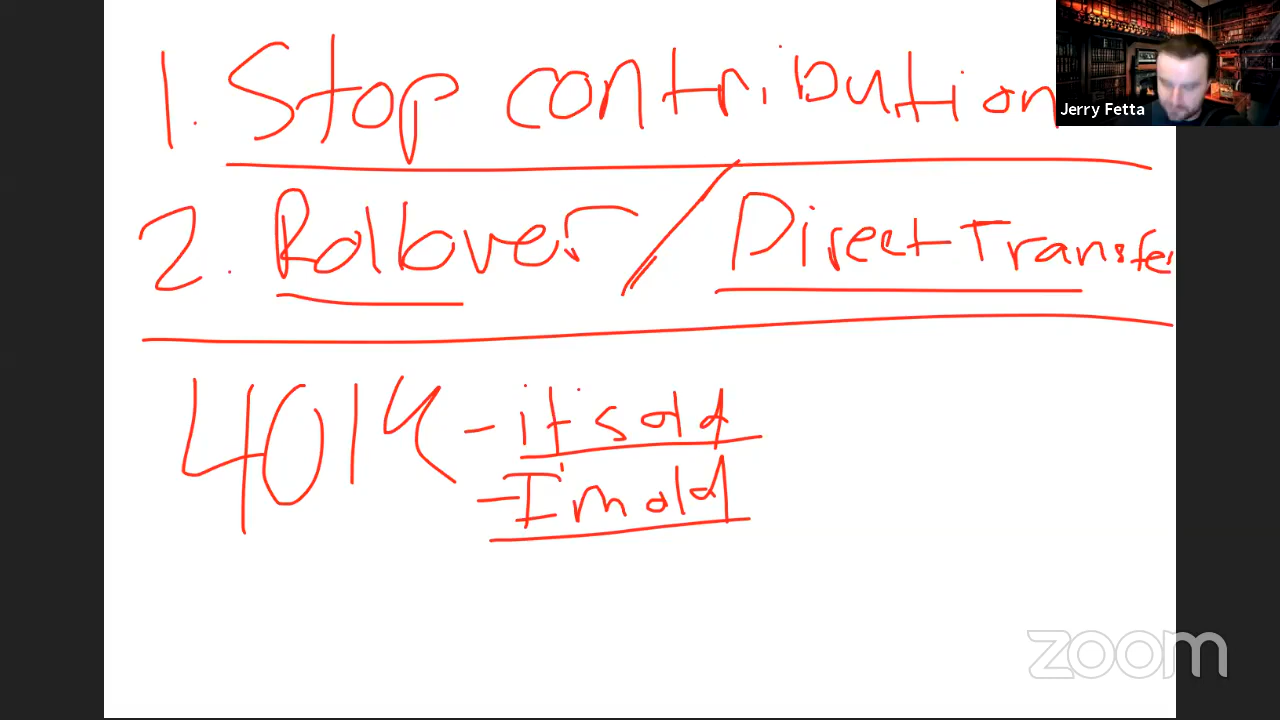 1. Stop contribution
Jerry Fetta
2. Rollover / Direct Transfer
401K - it's old
- I'm old
zoom